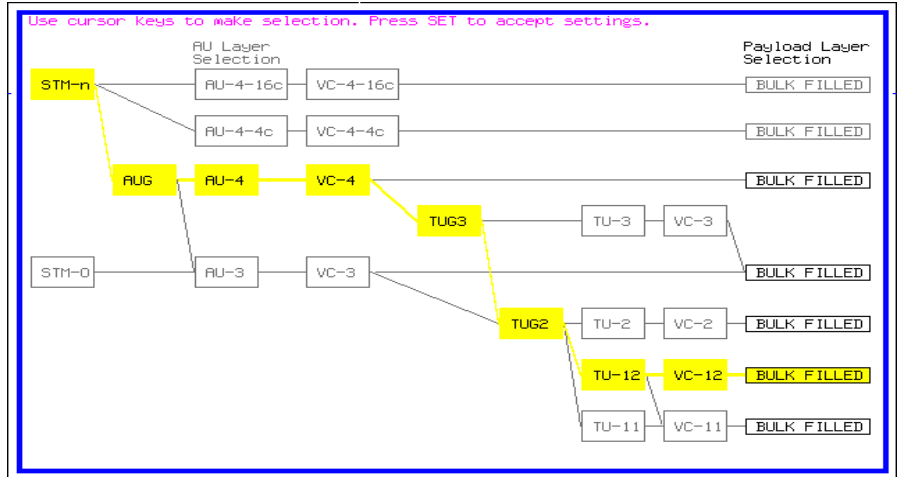 Use cursor keys to make selection. Press SET to accept settings.
AU Layer Payload Layer
Selection Selection
STM-n AU-4-16c VC-4-16c BULK FILLED
AU-4-4c VC-4-4c BULK FILLED
AUG AU-4 VC-4 BULK FILLED
TUG3 TU-3 VC-3
STM-0 AU-3 VC-3 BULK FILLED
TUG2 TU-2 VC-2 BULK FILLED
TU-12 VC-12 BULK FILLED
TU-11 VC-11 BULK FILLED